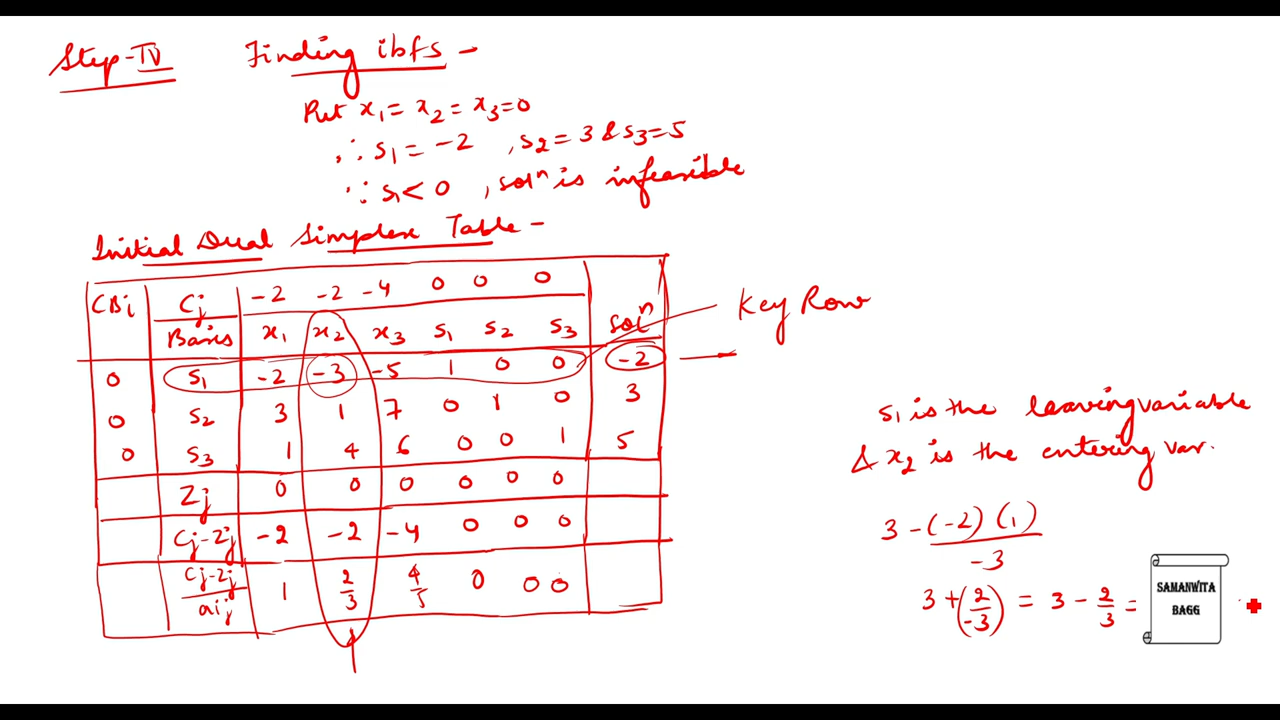 Step-IV Finding ibfs -
Put x₁ = x₂ = x₃ = 0
∴ s₁ = -2 , s₂ = 3 & s₃ = 5
∵ s₁ < 0 , solⁿ is infeasible
Initial Dual Simplex Table -
CBi Cj -2 -2 -4 0 0 0 solⁿ
Basis x₁ x₂ x₃ s₁ s₂ s₃
0 s₁ -2 -3 -5 1 0 0 -2
0 s₂ 3 1 7 0 1 0 3
0 s₃ 1 4 6 0 0 1 5
Zj 0 0 0 0 0 0
Cj-Zj -2 -2 -4 0 0 0
Cj-Zj/aij 1 2/3 4/5 0 0 0
Key Row
s₁ is the leaving variable
& x₂ is the entering var.
3 - (-2)(1)/-3
3 + (2/-3) = 3 - 2/3 =
SAMANWITA
BAGG